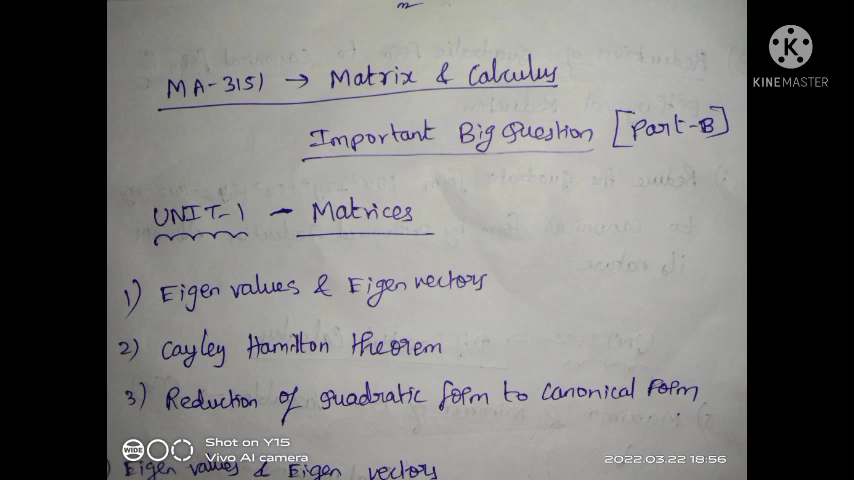 KINEMASTER
MA-3151 → Matrix & Calculus
Important Big Question [Part-B]
UNIT-1 - Matrices
1) Eigen values & Eigen vectors
2) Cayley Hamilton theorem
3) Reduction of quadratic form to canonical form
WIDE
Shot on Y15
Vivo AI camera
2022.03.22 18:56
) Eigen values & Eigen vectors